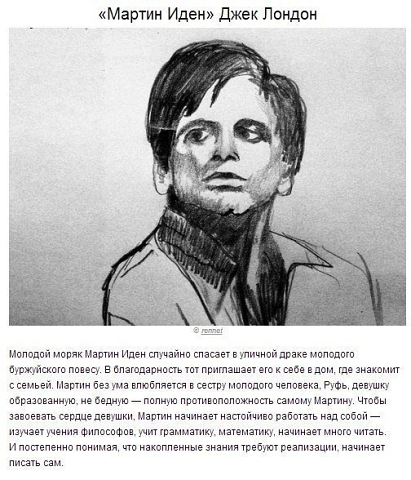 «Мартин Иден» Джек Лондон
© rennet
Молодой моряк Мартин Иден случайно спасает в уличной драке молодого
буржуйского повесу. В благодарность тот приглашает его к себе в дом, где знакомит
с семьей. Мартин без ума влюбляется в сестру молодого человека, Руфь, девушку
образованную, не бедную — полную противоположность самому Мартину. Чтобы
завоевать сердце девушки, Мартин начинает настойчиво работать над собой —
изучает учения философов, учит грамматику, математику, начинает много читать.
И постепенно понимая, что накопленные знания требуют реализации, начинает
писать сам.